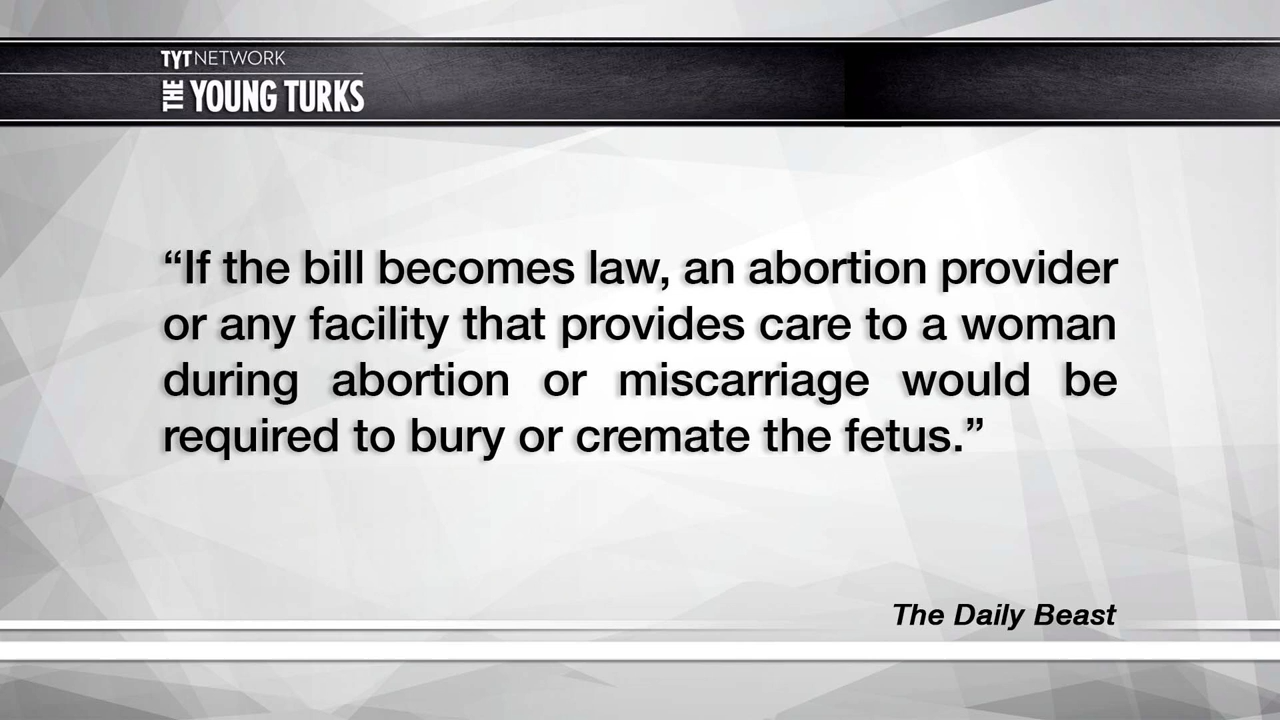 TYT NETWORK
THE YOUNG TURKS
“If the bill becomes law, an abortion provider
or any facility that provides care to a woman
during abortion or miscarriage would be
required to bury or cremate the fetus.”
The Daily Beast